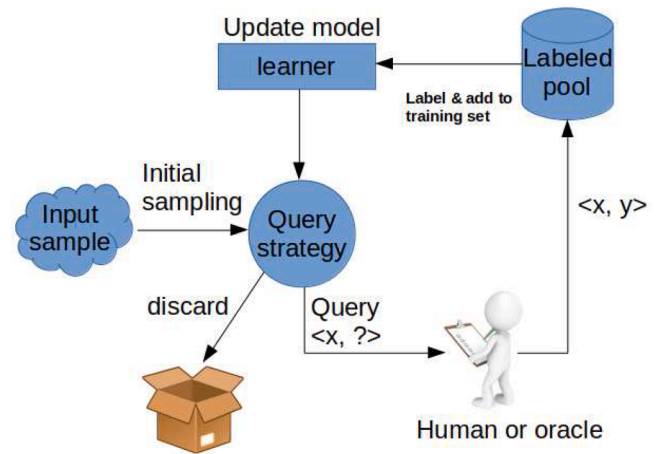 Update model
learner
Labeled
pool
Label & add to
training set
Initial
sampling
Input
sample
Query
strategy
<x, y>
discard
Query
<x, ?>
Human or oracle